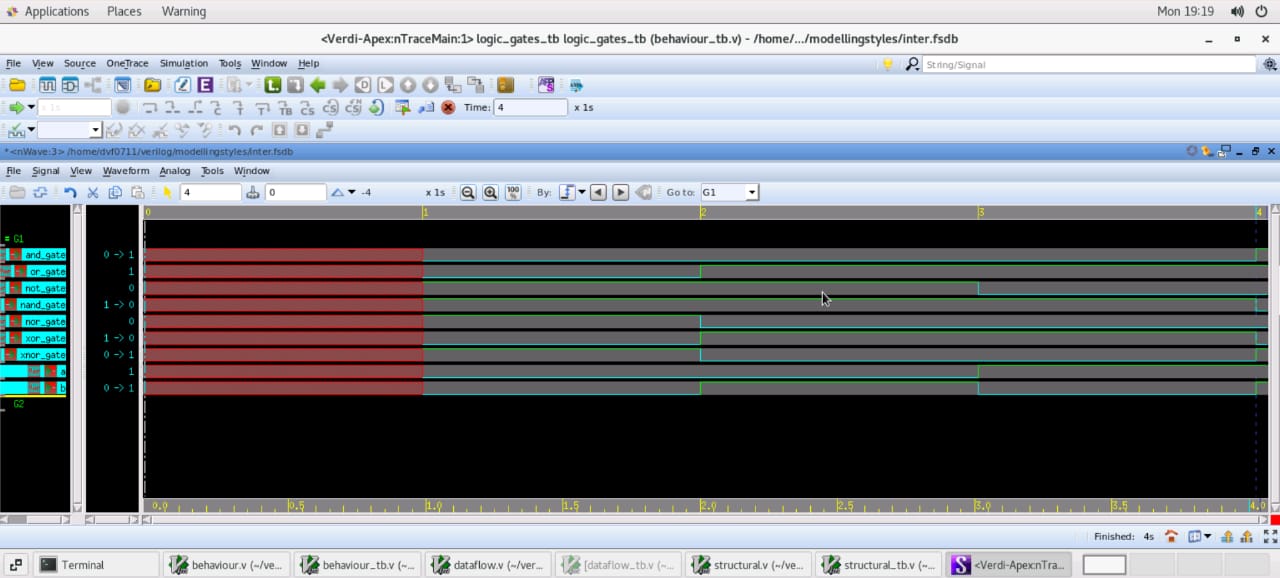 Applications Places Warning Mon 19:19
<Verdi-Apex:nTraceMain:1> logic_gates_tb logic_gates_tb (behaviour_tb.v) - /home/.../modellingstyles/inter.fsdb
File View Source OneTrace Simulation Tools Window Help String/Signal
x 1s Time: 4 x 1s
*<nWave:3> /home/dvf0711/verilog/modellingstyles/inter.fsdb
File Signal View Waveform Analog Tools Window
4 0 -4 x 1s 100% By: Go to: G1
0 1 2 3 4
= G1
and_gate 0 -> 1
or_gate 1
not_gate 0
nand_gate 1 -> 0
nor_gate 0
xor_gate 1 -> 0
xnor_gate 0 -> 1
a 1
b 0 -> 1
G2
0.0 0.5 1.0 1.5 2.0 2.5 3.0 3.5 4.0
Finished: 4s
Terminal behaviour.v (~/ve... behaviour_tb.v (~... dataflow.v (~/ver... [dataflow_tb.v (~... structural.v (~/ve... structural_tb.v (~... <Verdi-Apex:nTra...